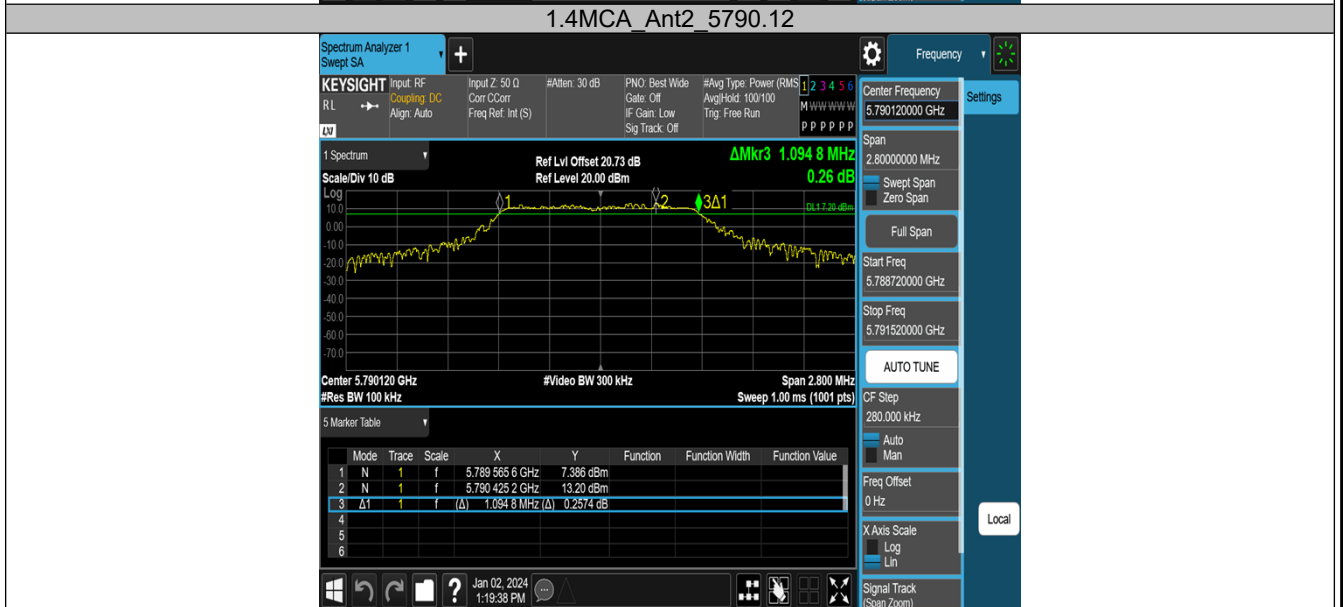 1.4MCA_Ant2_5790.12
Spectrum Analyzer 1
Swept SA
+
Frequency
KEYSIGHT
RL
LXI
Input: RF
Coupling: DC
Align: Auto
Input Z: 50 Ω
Corr CCorr
Freq Ref: Int (S)
#Atten: 30 dB
PNO: Best Wide
Gate: Off
IF Gain: Low
Sig Track: Off
#Avg Type: Power (RMS
Avg|Hold: 100/100
Trig: Free Run
1 2 3 4 5 6
M W W W W W
P P P P P P
1 Spectrum
Scale/Div 10 dB
Ref Lvl Offset 20.73 dB
Ref Level 20.00 dBm
ΔMkr3 1.094 8 MHz
0.26 dB
Log
10.0
0.00
-10.0
-20.0
-30.0
-40.0
-50.0
-60.0
-70.0
1
2
3Δ1
DL1 7.20 dBm
Center 5.790120 GHz
#Video BW 300 kHz
Span 2.800 MHz
#Res BW 100 kHz
Sweep 1.00 ms (1001 pts)
5 Marker Table
Mode Trace Scale X Y Function Function Width Function Value
1 N 1 f 5.789 565 6 GHz 7.386 dBm
2 N 1 f 5.790 425 2 GHz 13.20 dBm
3 Δ1 1 f (Δ) 1.094 8 MHz (Δ) 0.2574 dB
4
5
6
?
Jan 02, 2024
1:19:38 PM
Center Frequency
5.790120000 GHz
Settings
Span
2.80000000 MHz
Swept Span
Zero Span
Full Span
Start Freq
5.788720000 GHz
Stop Freq
5.791520000 GHz
AUTO TUNE
CF Step
280.000 kHz
Auto
Man
Freq Offset
0 Hz
X Axis Scale
Log
Lin
Local
Signal Track
(Span Zoom)